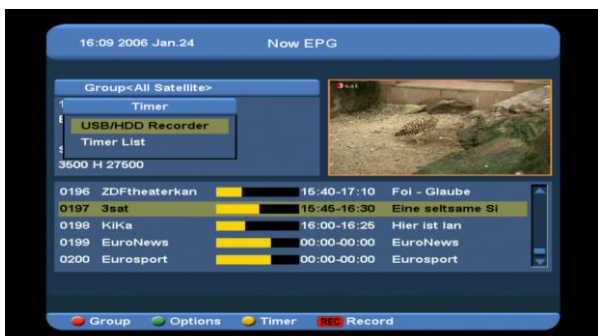 16:09 2006 Jan.24 Now EPG
Group<All Satellite>
Timer
USB/HDD Recorder
Timer List
3500 H 27500
3sat
0196 ZDFtheaterkan 15:40-17:10 Foi - Glaube
0197 3sat 15:45-16:30 Eine seltsame Si
0198 KiKa 16:00-16:25 Hier ist Ian
0199 EuroNews 00:00-00:00 EuroNews
0200 Eurosport 00:00-00:00 Eurosport
Group Options Timer REC Record